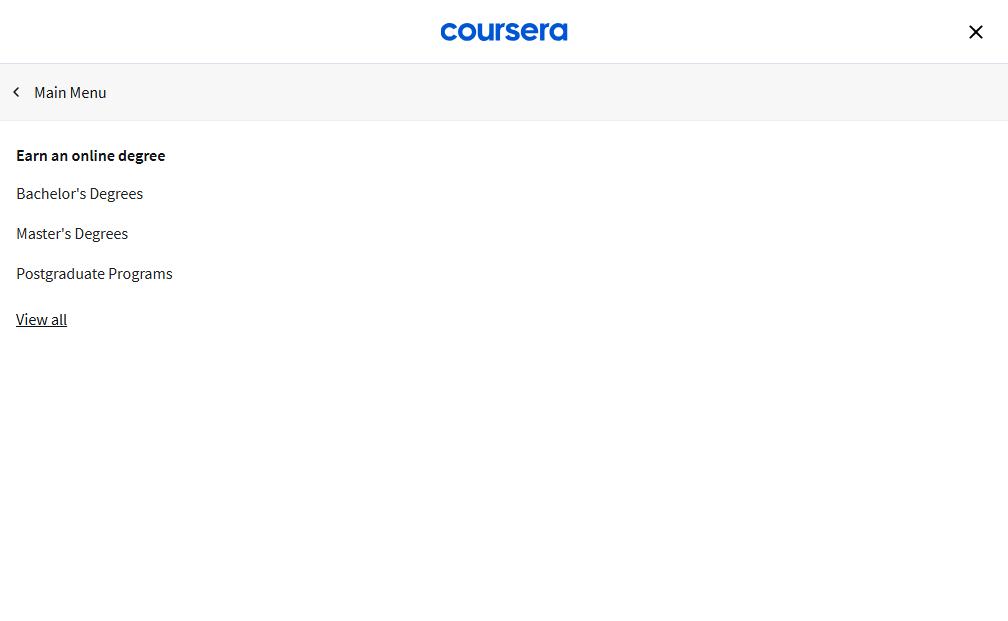 coursera
Main Menu
Earn an online degree
Bachelor's Degrees
Master's Degrees
Postgraduate Programs
View all